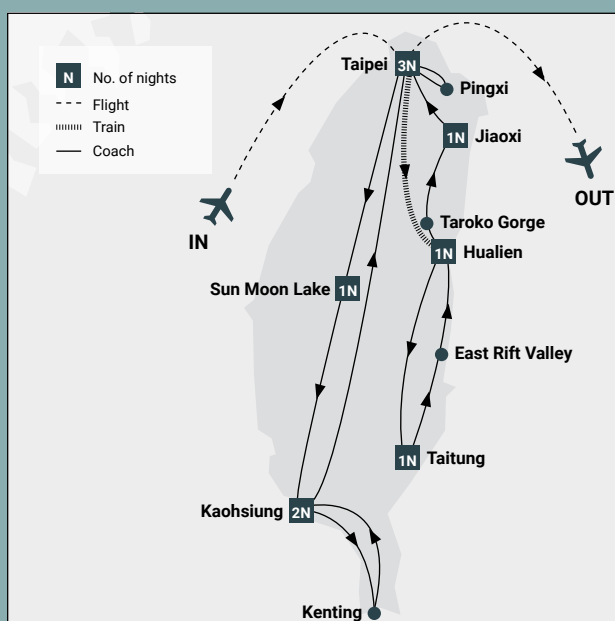 N No. of nights
Flight
Train
Coach
Taipei 3N
Pingxi
1N Jiaoxi
IN
OUT
Taroko Gorge
1N Hualien
Sun Moon Lake 1N
East Rift Valley
1N Taitung
Kaohsiung 2N
Kenting